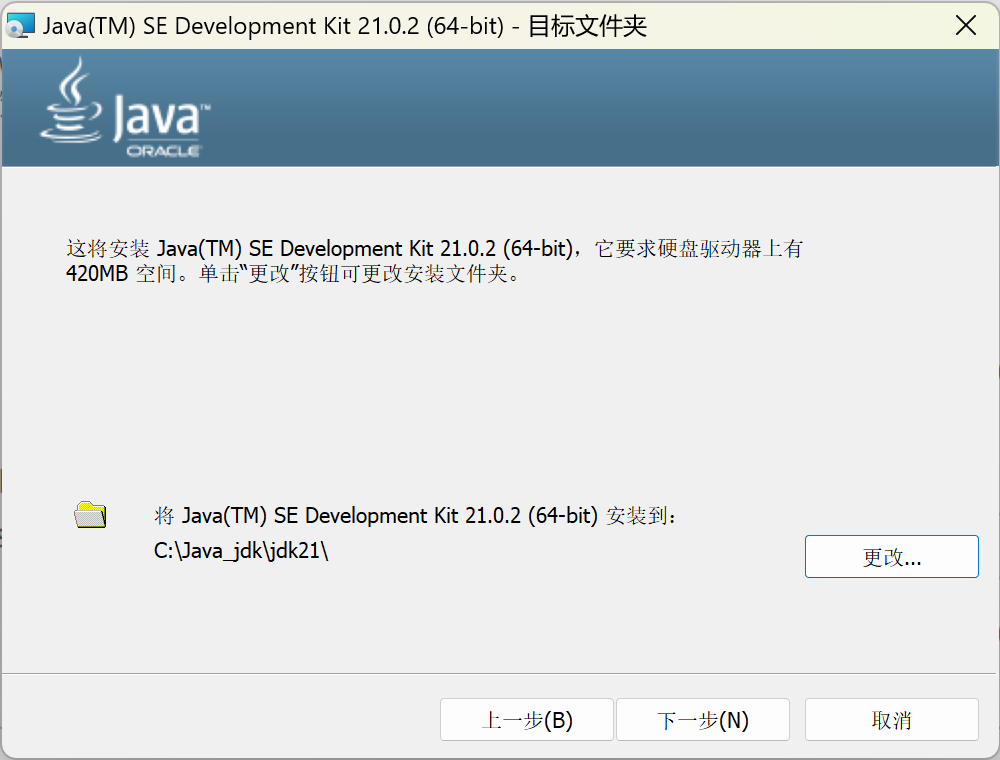 Java(TM) SE Development Kit 21.0.2 (64-bit) - 目标文件夹
Java™
ORACLE
这将安装 Java(TM) SE Development Kit 21.0.2 (64-bit)，它要求硬盘驱动器上有
420MB 空间。单击“更改”按钮可更改安装文件夹。
将 Java(TM) SE Development Kit 21.0.2 (64-bit) 安装到：
C:\Java_jdk\jdk21\
更改...
上一步(B)
下一步(N)
取消